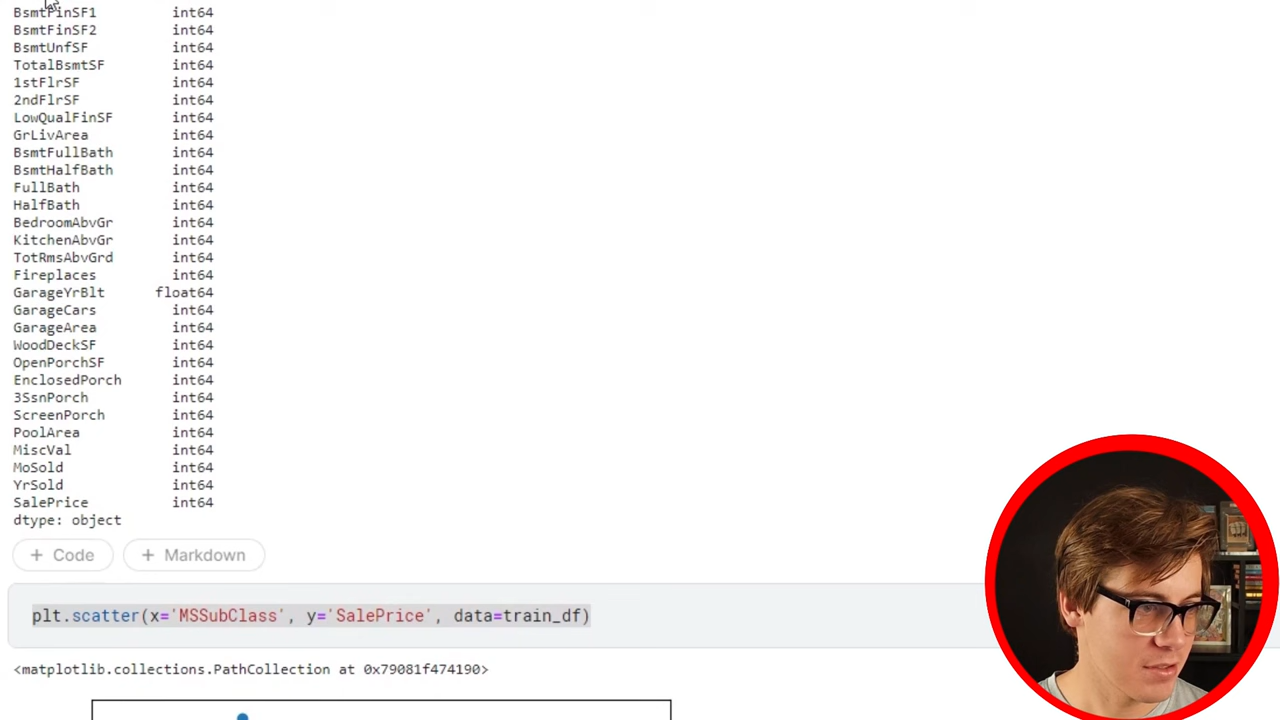 BsmtFinSF1 int64
BsmtFinSF2 int64
BsmtUnfSF int64
TotalBsmtSF int64
1stFlrSF int64
2ndFlrSF int64
LowQualFinSF int64
GrLivArea int64
BsmtFullBath int64
BsmtHalfBath int64
FullBath int64
HalfBath int64
BedroomAbvGr int64
KitchenAbvGr int64
TotRmsAbvGrd int64
Fireplaces int64
GarageYrBlt float64
GarageCars int64
GarageArea int64
WoodDeckSF int64
OpenPorchSF int64
EnclosedPorch int64
3SsnPorch int64
ScreenPorch int64
PoolArea int64
MiscVal int64
MoSold int64
YrSold int64
SalePrice int64
dtype: object
+ Code + Markdown
plt.scatter(x='MSSubClass', y='SalePrice', data=train_df)
<matplotlib.collections.PathCollection at 0x79081f474190>